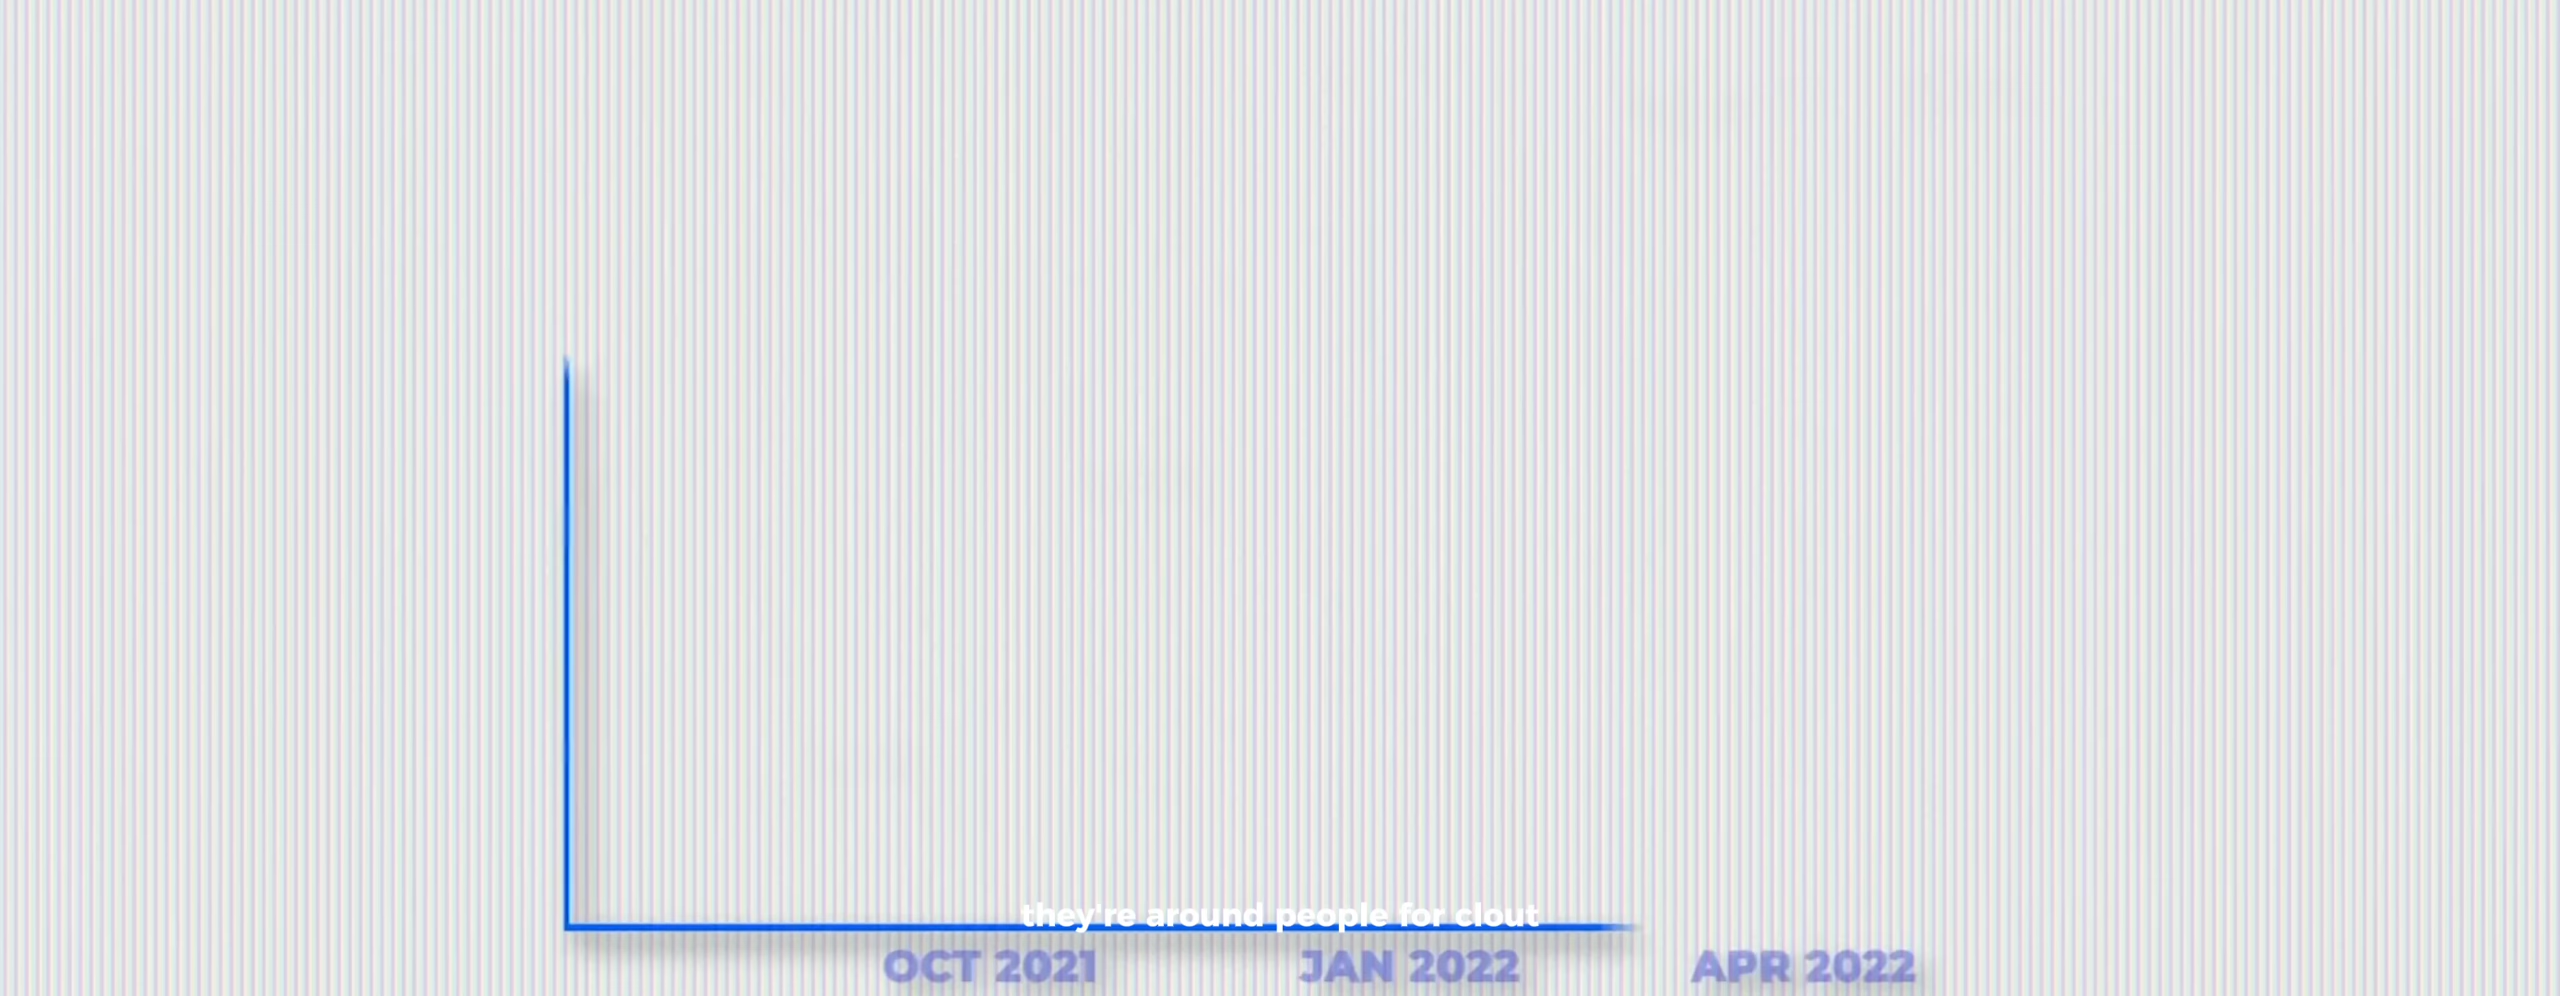 they're around people for clout
OCT 2021 JAN 2022 APR 2022